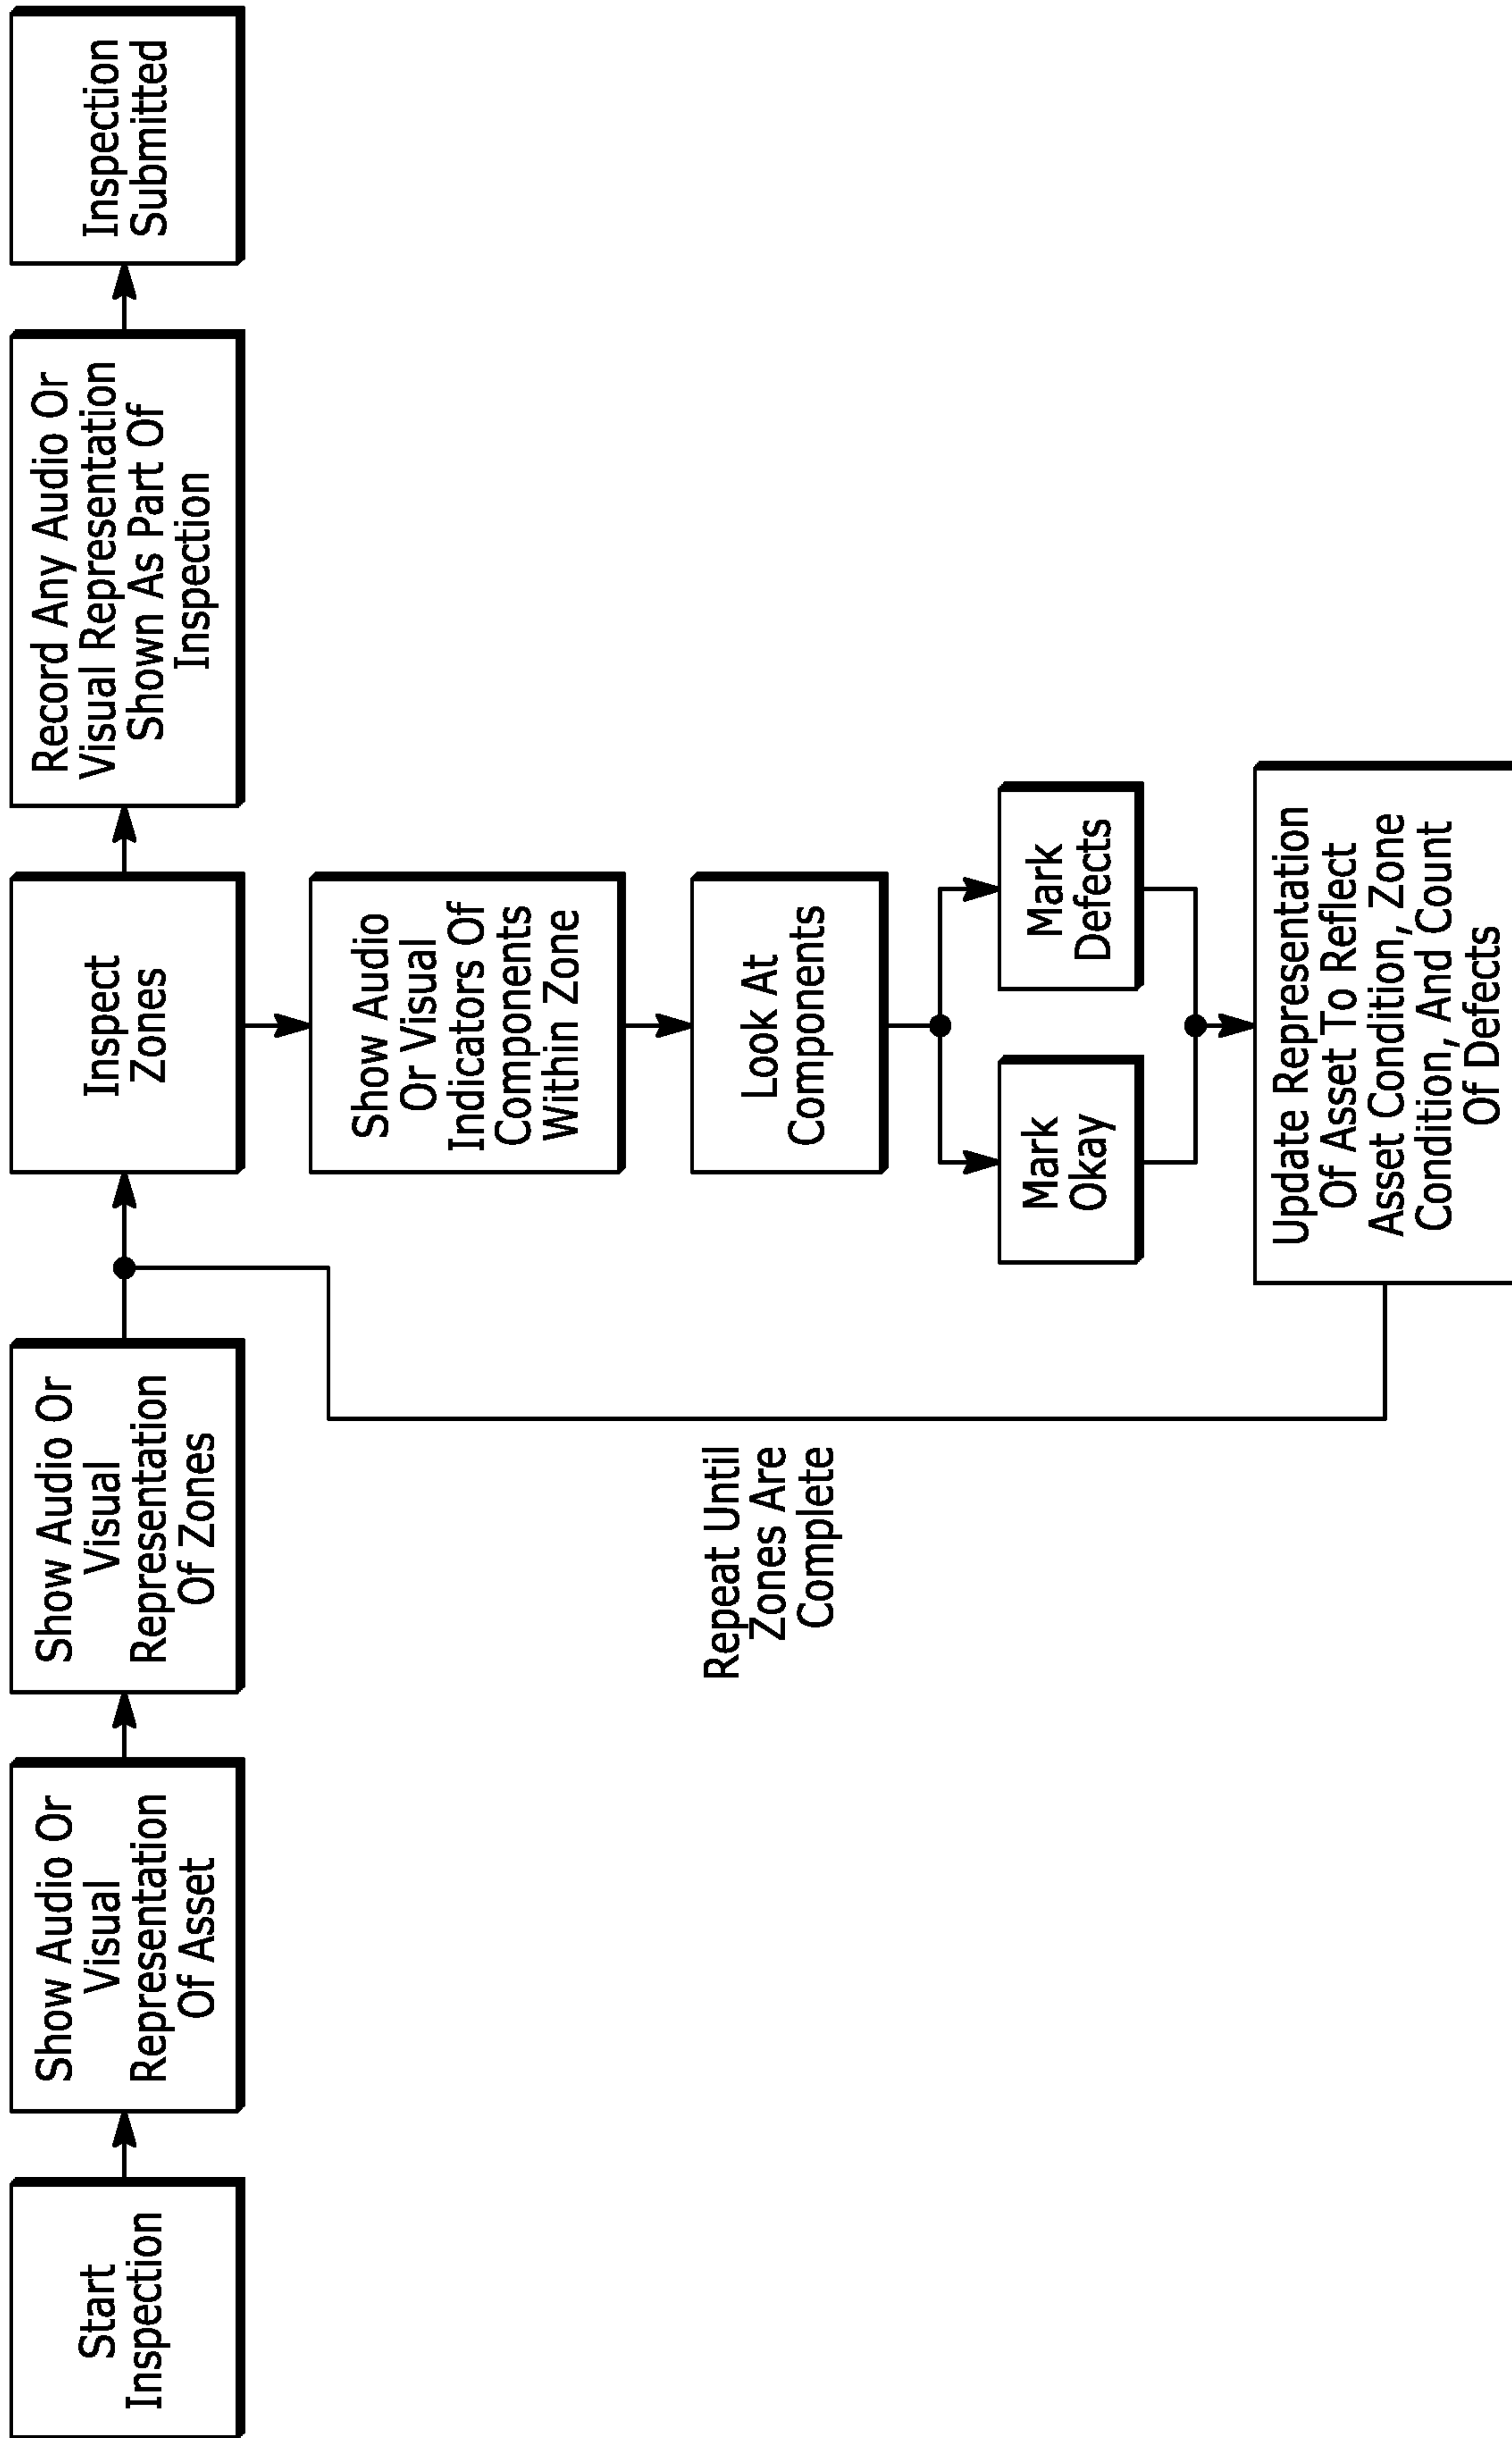 Start
Inspection
Show Audio Or
Visual
Representation
Of Asset
Show Audio Or
Visual
Representation
Of Zones
Inspect
Zones
Record Any Audio Or
Visual Representation
Shown As Part Of
Inspection
Inspection
Submitted
Show Audio
Or Visual
Indicators Of
Components
Within Zone
Look At
Components
Mark
Okay
Mark
Defects
Update Representation
Of Asset To Reflect
Asset Condition, Zone
Condition, And Count
Of Defects
Repeat Until
Zones Are
Complete